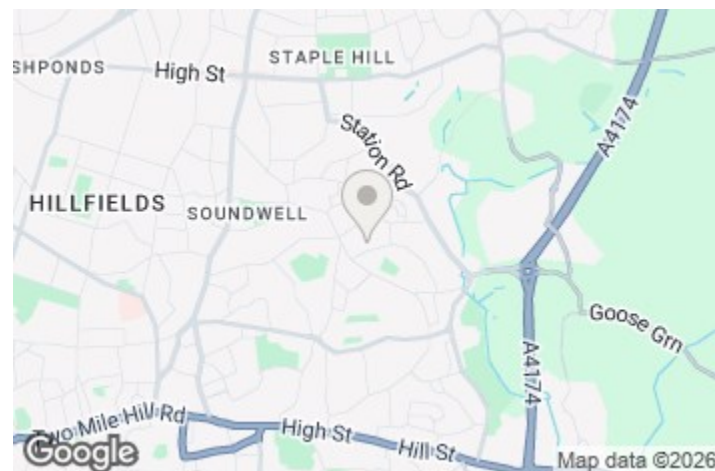 STAPLE HILL
SHPONDS
High St
Station Rd
A4174
HILLFIELDS
SOUNDWELL
Goose Grn
A4174
Two Mile Hill Rd
High St
Hill St
Google
Map data ©2026